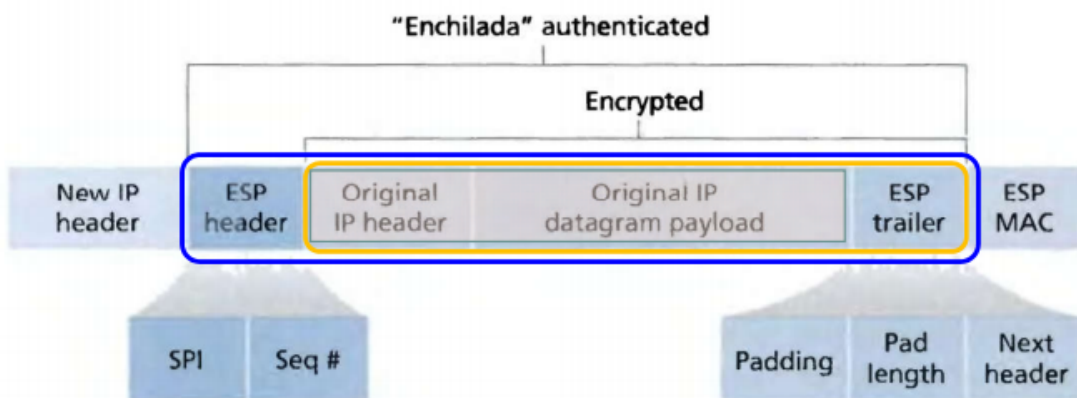 “Enchilada” authenticated
Encrypted
New IP
header
ESP
header
Original
IP header
Original IP
datagram payload
ESP
trailer
ESP
MAC
SPI
Seq #
Padding
Pad
length
Next
header